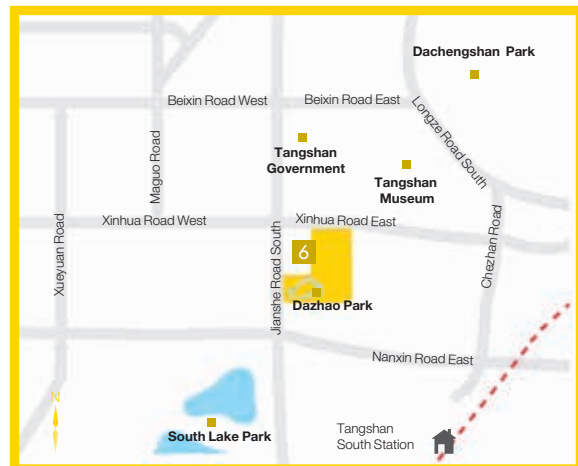 Dachengshan Park
Beixin Road West
Beixin Road East
Longze Road South
Maguo Road
Tangshan
Government
Tangshan
Museum
Xinhua Road West
Xinhua Road East
Chezhan Road
Xueyuan Road
Jianshe Road South
6
Dazhao Park
Nanxin Road East
N
South Lake Park
Tangshan
South Station